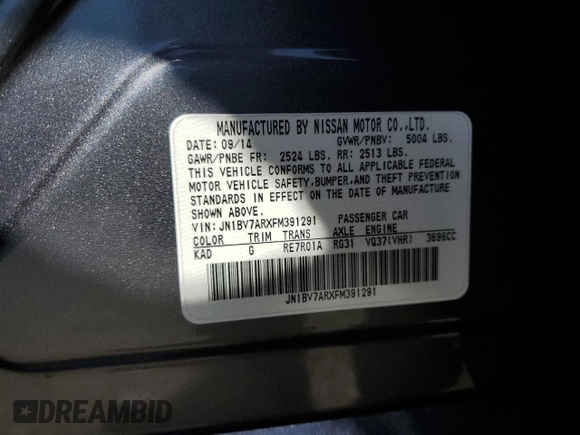 MANUFACTURED BY NISSAN MOTOR CO.,LTD.
DATE: 09/14 GVWR/PNBV: 5004 LBS.
GAWR/PNBE FR: 2524 LBS. RR: 2513 LBS.
THIS VEHICLE CONFORMS TO ALL APPLICABLE FEDERAL
MOTOR VEHICLE SAFETY,BUMPER,AND THEFT PREVENTION
STANDARDS IN EFFECT ON THE DATE OF MANUFACTURE
SHOWN ABOVE.
VIN: JN1BV7ARXFM391291 PASSENGER CAR
COLOR TRIM TRANS AXLE ENGINE
KAD G RE7R01A RG31 VQ37(VHR) 3696CC
JN1BV7ARXFM391291
DREAMBID